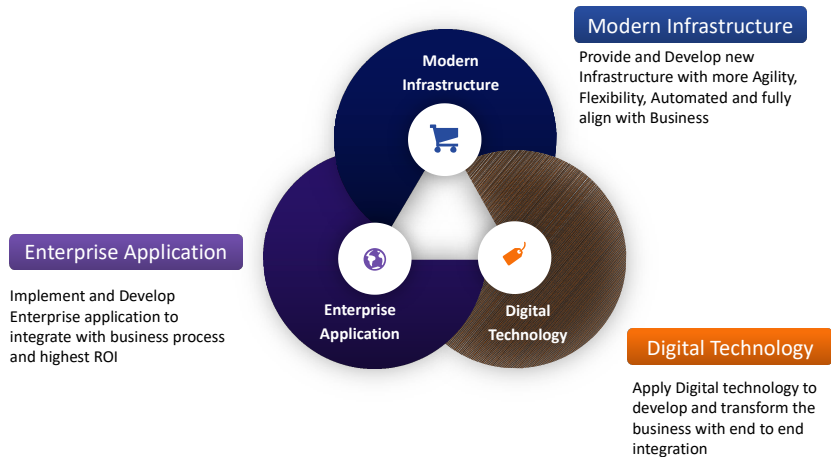 Modern Infrastructure
Provide and Develop new
Infrastructure with more Agility,
Flexibility, Automated and fully
align with Business
Modern
Infrastructure
Enterprise Application
Implement and Develop
Enterprise application to
integrate with business process
and highest ROI
Enterprise
Application
Digital
Technology
Digital Technology
Apply Digital technology to
develop and transform the
business with end to end
integration